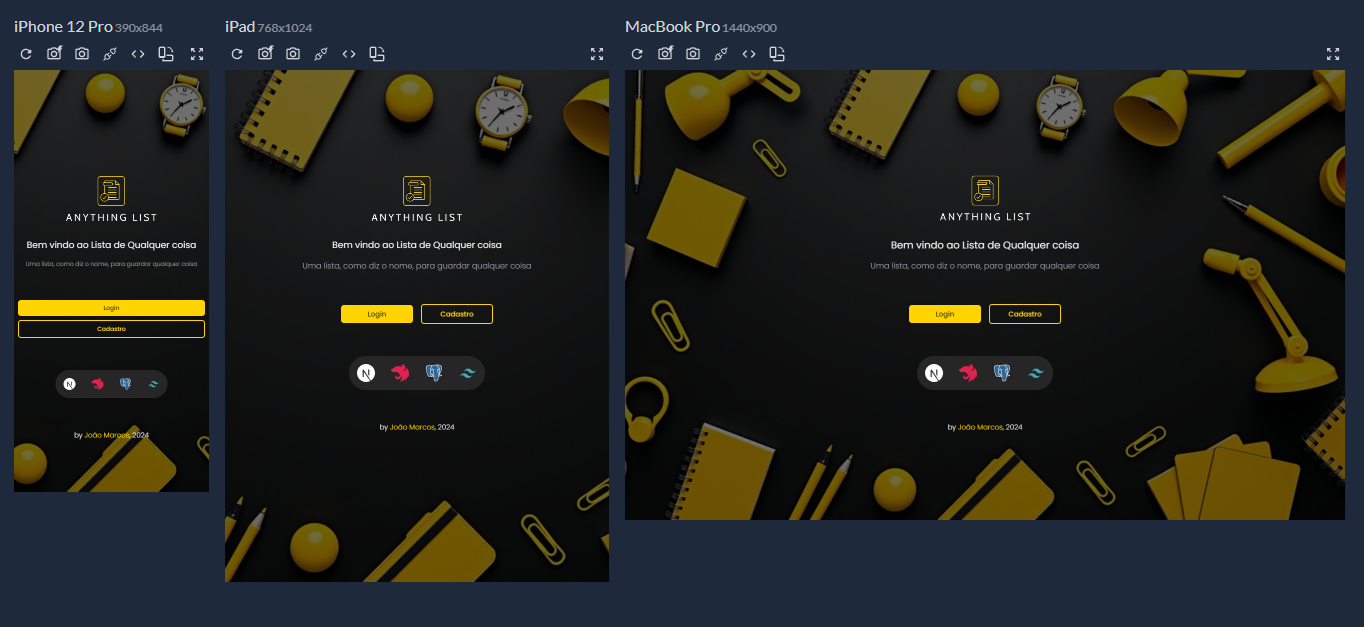 iPhone 12 Pro 390x844
ANYTHING LIST
Bem vindo ao Lista de Qualquer coisa
Uma lista, como diz o nome, para guardar qualquer coisa
Login
Cadastro
N
by João Marcos, 2024
iPad 768x1024
ANYTHING LIST
Bem vindo ao Lista de Qualquer coisa
Uma lista, como diz o nome, para guardar qualquer coisa
Login
Cadastro
N
by João Marcos, 2024
MacBook Pro 1440x900
ANYTHING LIST
Bem vindo ao Lista de Qualquer coisa
Uma lista, como diz o nome, para guardar qualquer coisa
Login
Cadastro
N
by João Marcos, 2024